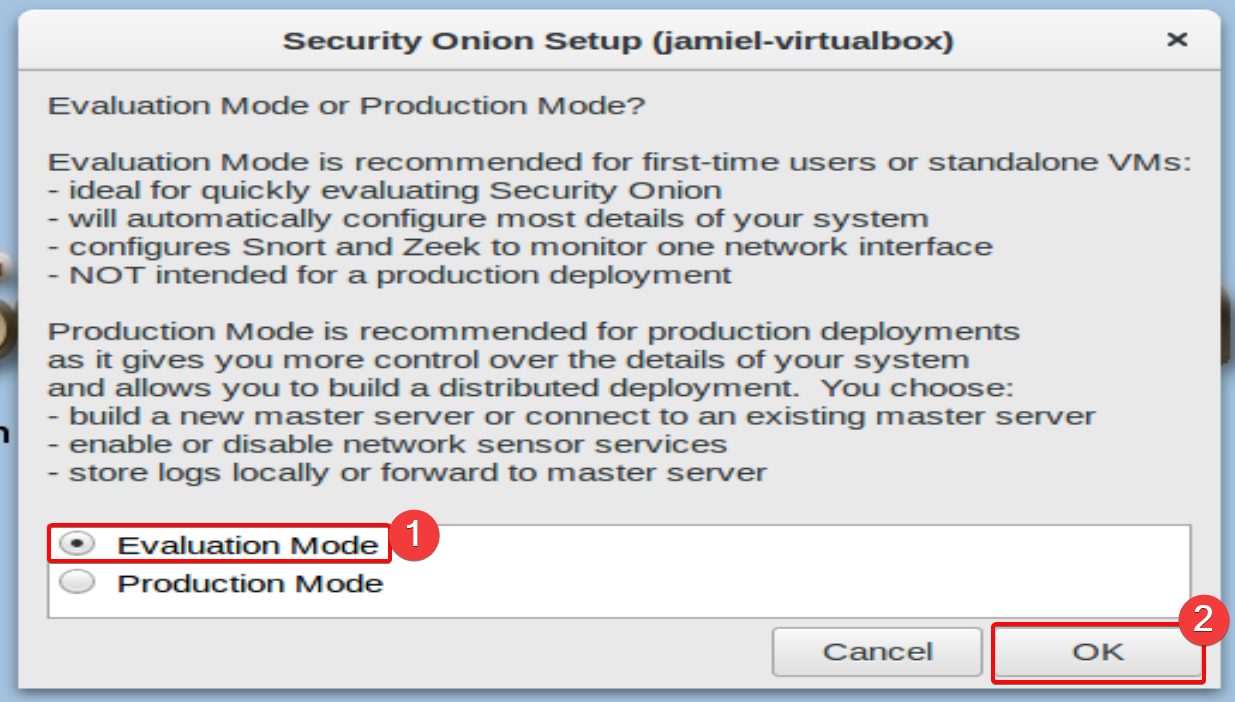 Security Onion Setup (jamiel-virtualbox)
Evaluation Mode or Production Mode?
Evaluation Mode is recommended for first-time users or standalone VMs:
- ideal for quickly evaluating Security Onion
- will automatically configure most details of your system
- configures Snort and Zeek to monitor one network interface
- NOT intended for a production deployment
Production Mode is recommended for production deployments
as it gives you more control over the details of your system
and allows you to build a distributed deployment.  You choose:
- build a new master server or connect to an existing master server
- enable or disable network sensor services
- store logs locally or forward to master server
Evaluation Mode 1
Production Mode
2
Cancel OK